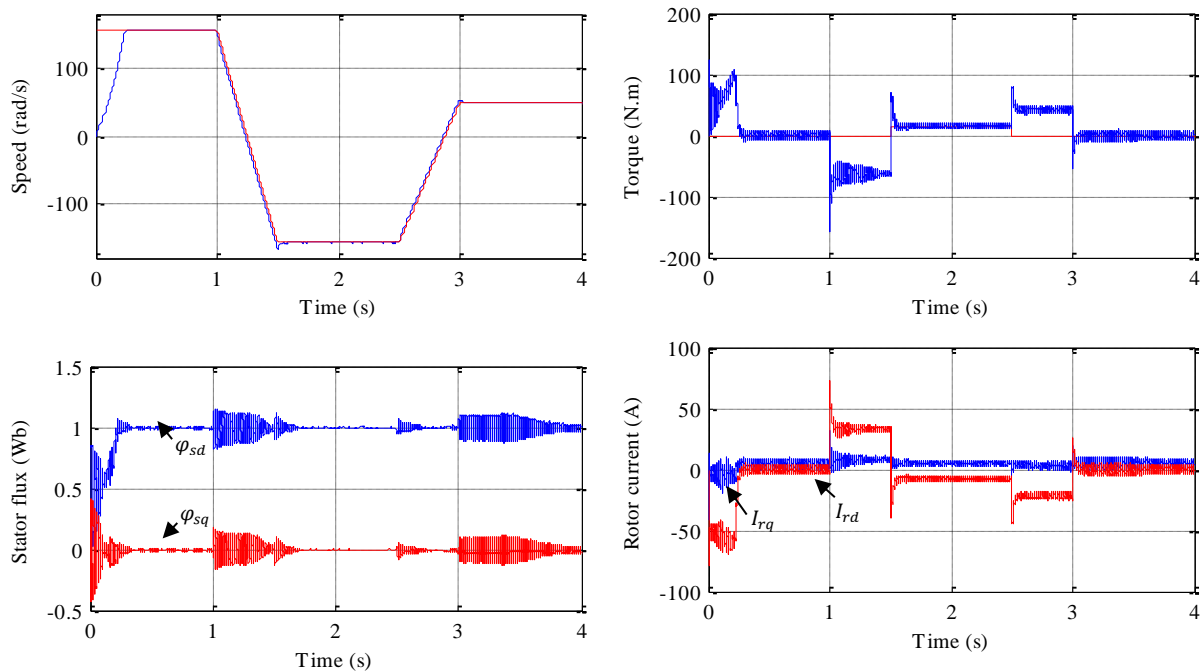 Speed (rad/s)
100
0
-100
0 1 2 3 4
Time (s)
Torque (N.m)
200
100
0
-100
-200
0 1 2 3 4
Time (s)
Stator flux (Wb)
1.5
1
0.5
0
-0.5
φsd
φsq
0 1 2 3 4
Time (s)
Rotor current (A)
100
50
0
-50
-100
Irq
Ird
0 1 2 3 4
Time (s)